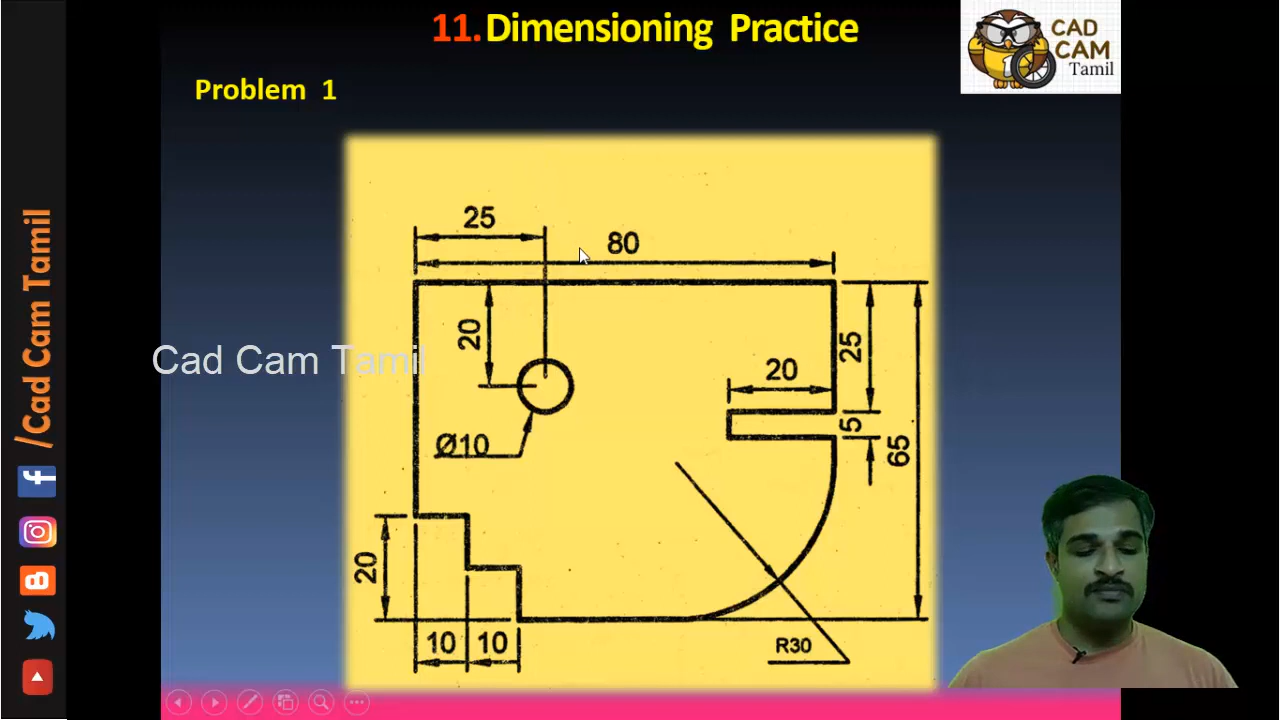 11. Dimensioning Practice
CAD
CAM
Tamil
Problem 1
25
80
20
25
20
5
65
Cad Cam Tamil
Ø10
20
10 10
R30
/Cad Cam Tamil